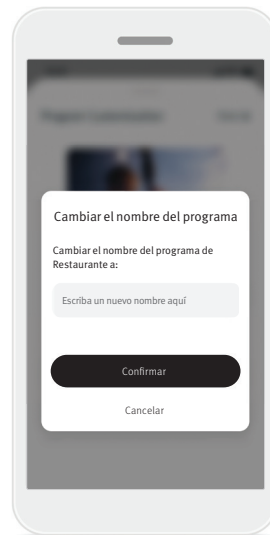 Cambiar el nombre del programa
Cambiar el nombre del programa de
Restaurante a:
Escriba un nuevo nombre aquí
Confirmar
Cancelar